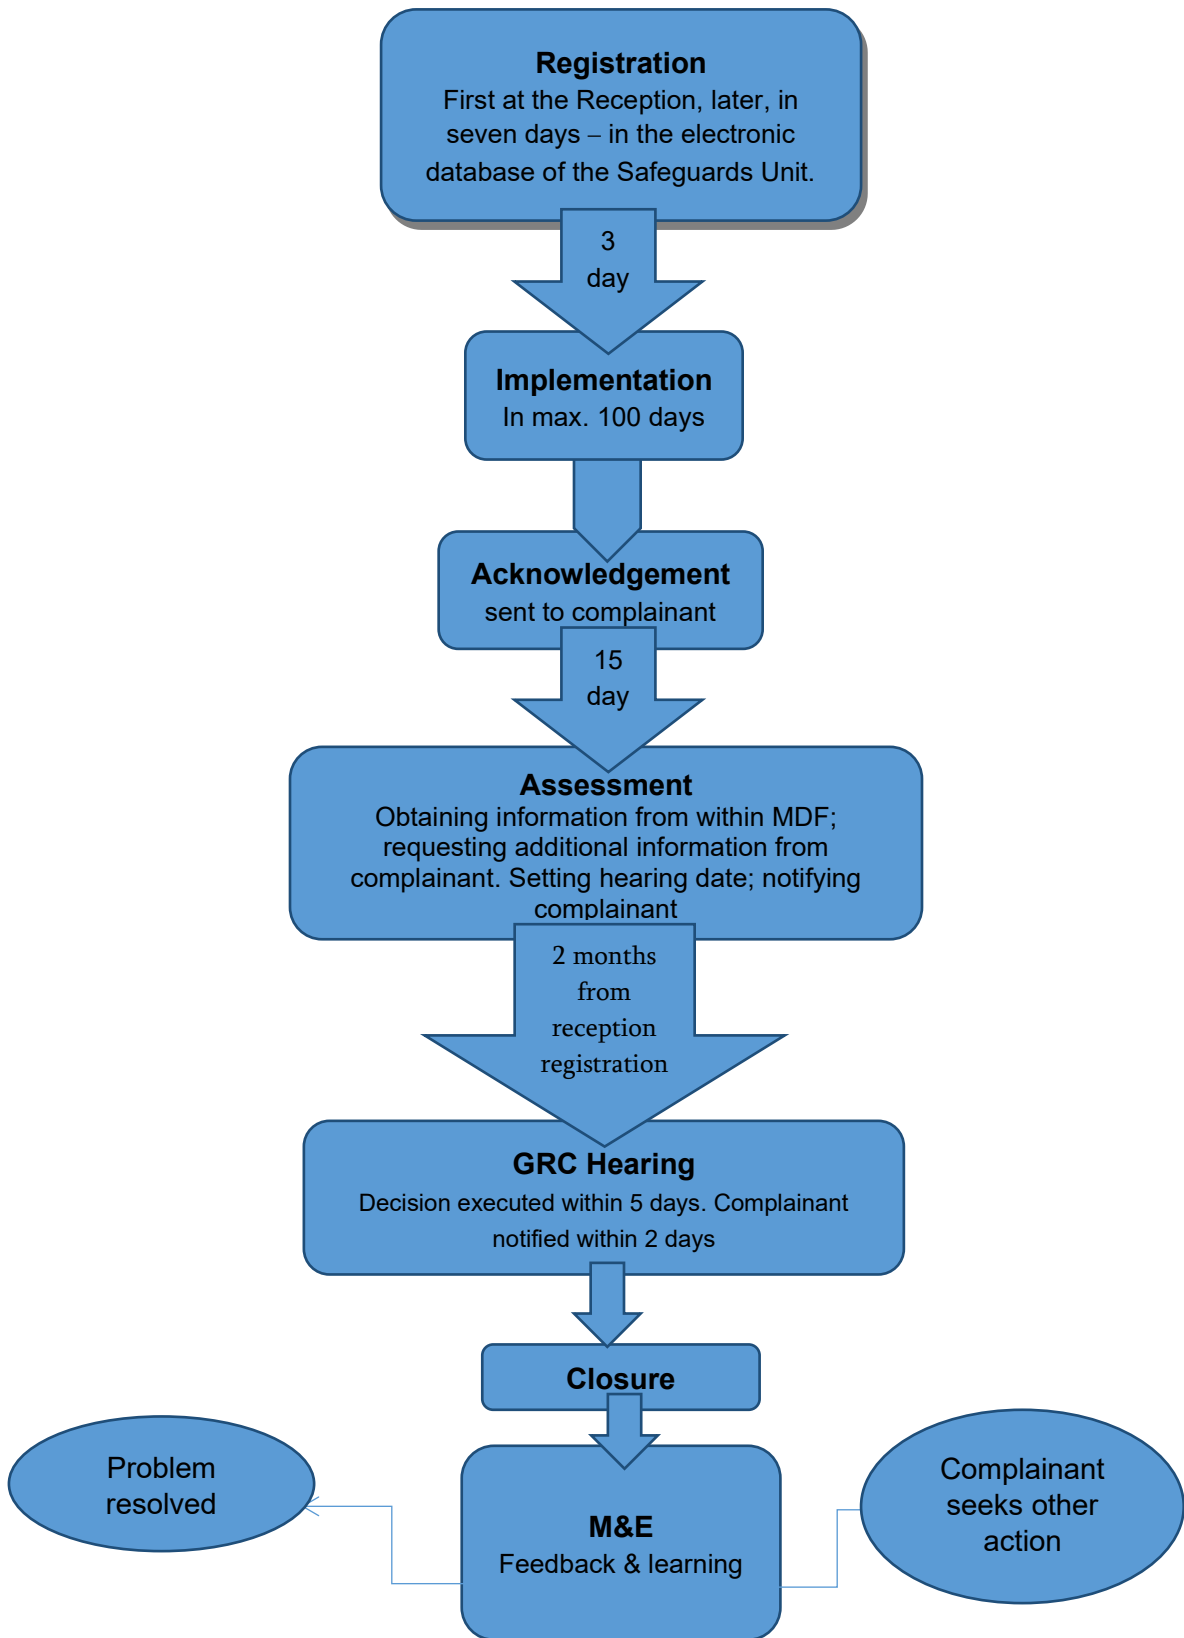 Registration
First at the Reception, later, in
seven days – in the electronic
database of the Safeguards Unit.
3
day
Implementation
In max. 100 days
Acknowledgement
sent to complainant
15
day
Assessment
Obtaining information from within MDF;
requesting additional information from
complainant. Setting hearing date; notifying
complainant
2 months
from
reception
registration
GRC Hearing
Decision executed within 5 days. Complainant
notified within 2 days
Closure
Problem
resolved
M&E
Feedback & learning
Complainant
seeks other
action